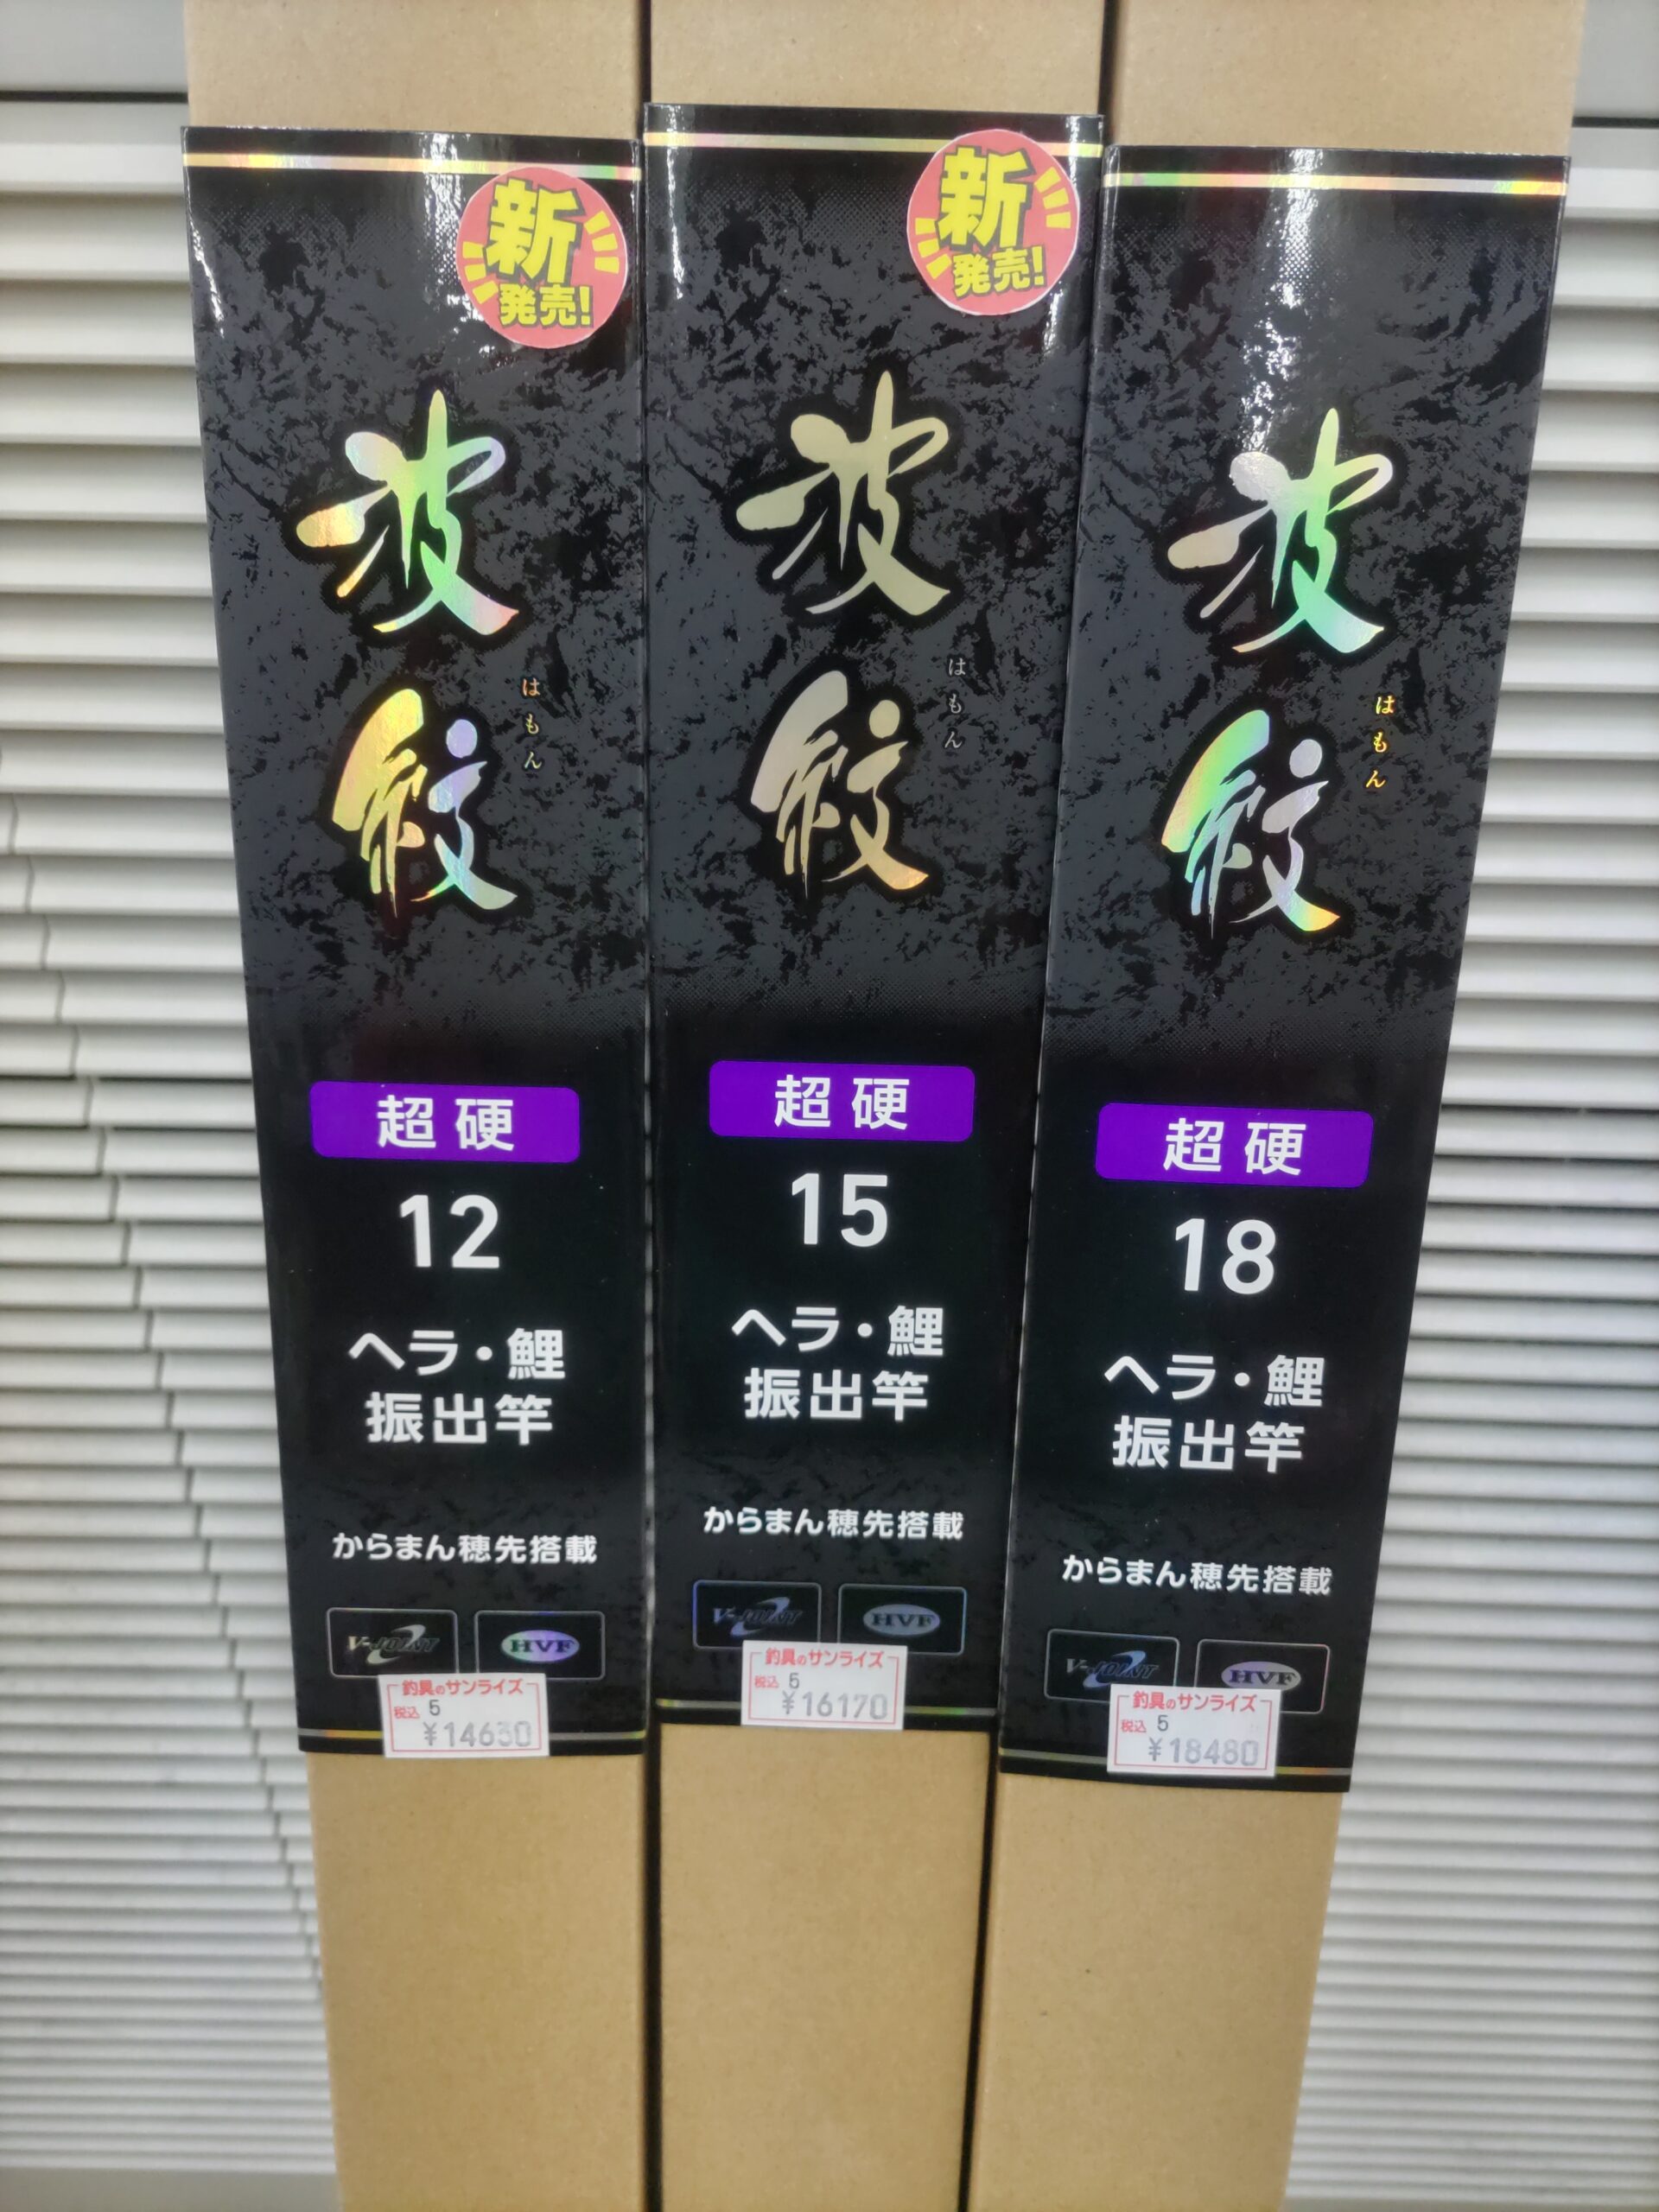 新
発売!
波紋
はもん
超硬
12
ヘラ・鯉
振出竿
からまん穂先搭載
V-JOINT
HVF
釣具のサンライズ
税込 5
¥14630
新
発売!
波紋
はもん
超硬
15
ヘラ・鯉
振出竿
からまん穂先搭載
V-JOINT
HVF
釣具のサンライズ
税込 5
¥16170
波紋
はもん
超硬
18
ヘラ・鯉
振出竿
からまん穂先搭載
V-JOINT
HVF
釣具のサンライズ
税込 5
¥18480